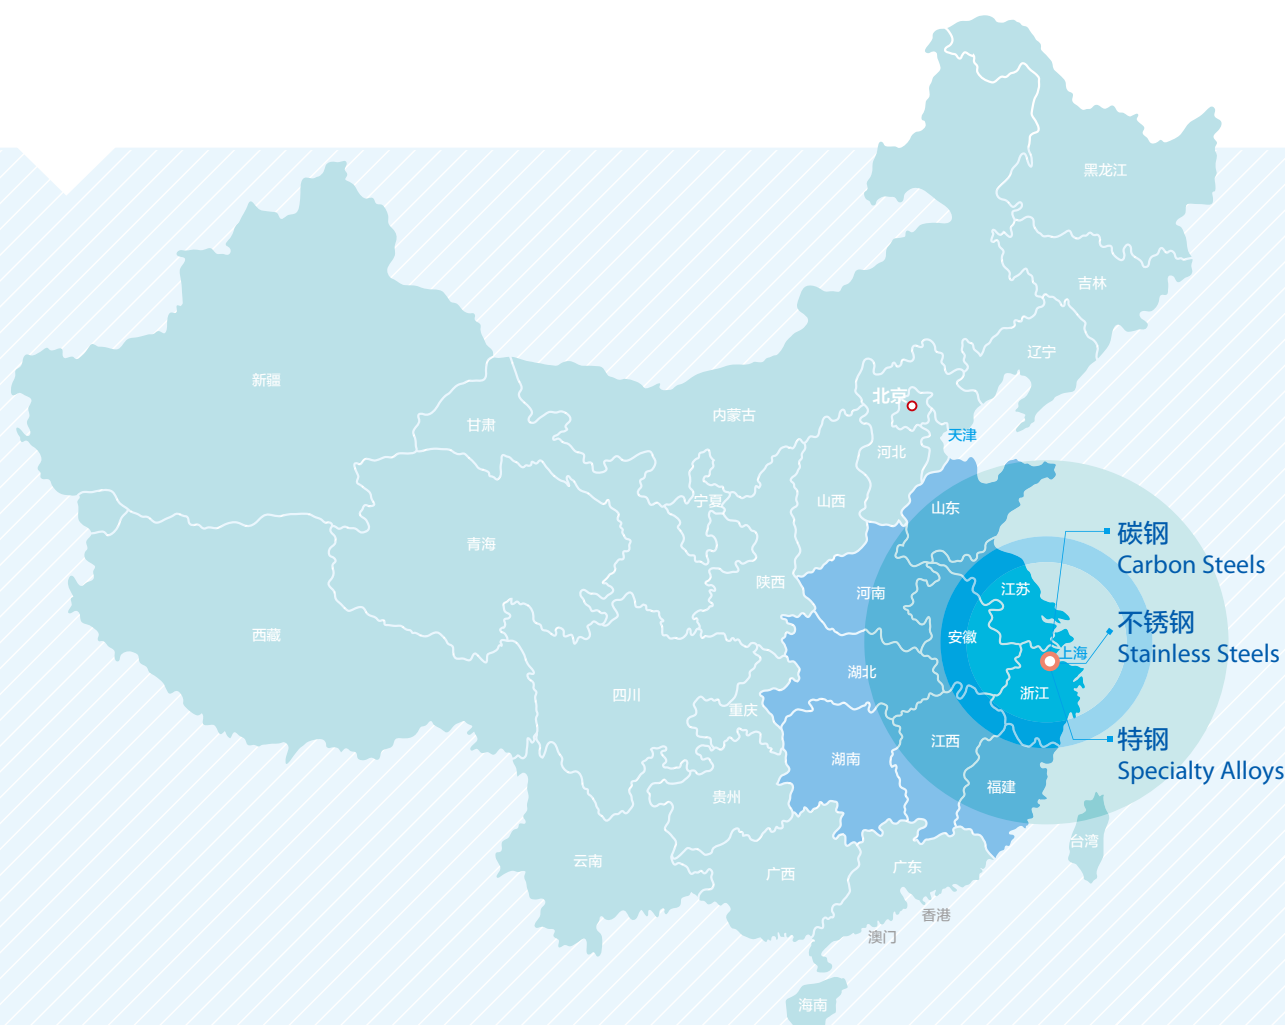 黑龙江
吉林
辽宁
新疆
北京
内蒙古
甘肃
天津
河北
宁夏
山西
山东
碳钢
Carbon Steels
青海
陕西
河南
江苏
不锈钢
Stainless Steels
西藏
安徽
上海
湖北
四川
浙江
重庆
江西
特钢
Specialty Alloys
湖南
贵州
福建
台湾
云南
广西
广东
香港
澳门
海南